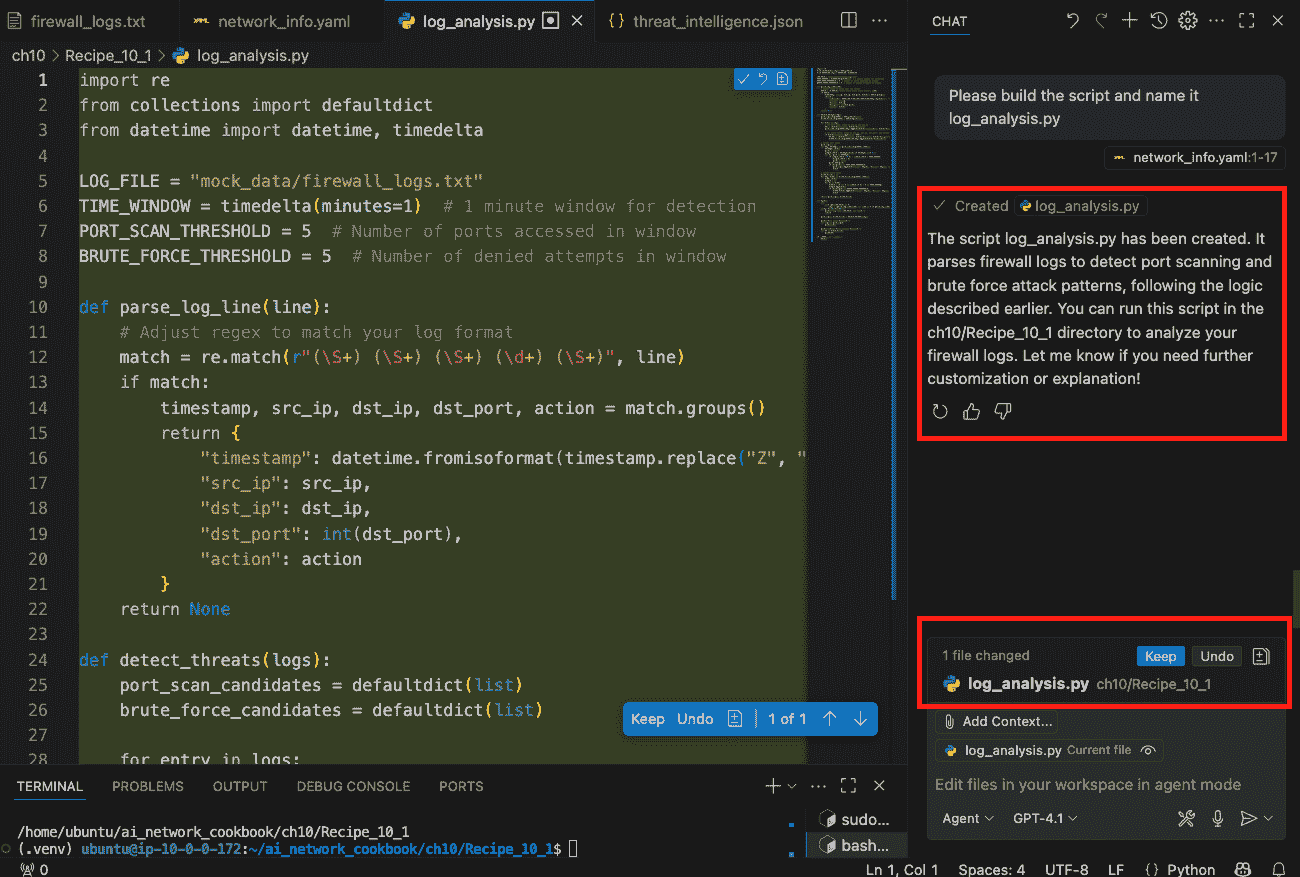 firewall_logs.txt
network_info.yaml
log_analysis.py
threat_intelligence.json
ch10 > Recipe_10_1 > log_analysis.py
1 import re
2 from collections import defaultdict
3 from datetime import datetime, timedelta
4
5 LOG_FILE = "mock_data/firewall_logs.txt"
6 TIME_WINDOW = timedelta(minutes=1)  # 1 minute window for detection
7 PORT_SCAN_THRESHOLD = 5  # Number of ports accessed in window
8 BRUTE_FORCE_THRESHOLD = 5  # Number of denied attempts in window
9
10 def parse_log_line(line):
11     # Adjust regex to match your log format
12     match = re.match(r"(\S+) (\S+) (\S+) (\d+) (\S+)", line)
13     if match:
14         timestamp, src_ip, dst_ip, dst_port, action = match.groups()
15         return {
16             "timestamp": datetime.fromisoformat(timestamp.replace("Z", "
17             "src_ip": src_ip,
18             "dst_ip": dst_ip,
19             "dst_port": int(dst_port),
20             "action": action
21         }
22     return None
23
24 def detect_threats(logs):
25     port_scan_candidates = defaultdict(list)
26     brute_force_candidates = defaultdict(list)
27
28     for entry in logs:
Keep Undo 1 of 1
TERMINAL PROBLEMS OUTPUT DEBUG CONSOLE PORTS
/home/ubuntu/ai_network_cookbook/ch10/Recipe_10_1
(.venv) ubuntu@ip-10-0-0-172:~/ai_network_cookbook/ch10/Recipe_10_1$
sudo...
bash...
CHAT
Please build the script and name it
log_analysis.py
network_info.yaml:1-17
Created log_analysis.py
The script log_analysis.py has been created. It
parses firewall logs to detect port scanning and
brute force attack patterns, following the logic
described earlier. You can run this script in the
ch10/Recipe_10_1 directory to analyze your
firewall logs. Let me know if you need further
customization or explanation!
1 file changed Keep Undo
log_analysis.py ch10/Recipe_10_1
Add Context...
log_analysis.py Current file
Edit files in your workspace in agent mode
Agent GPT-4.1
0 Ln 1, Col 1 Spaces: 4 UTF-8 LF {} Python